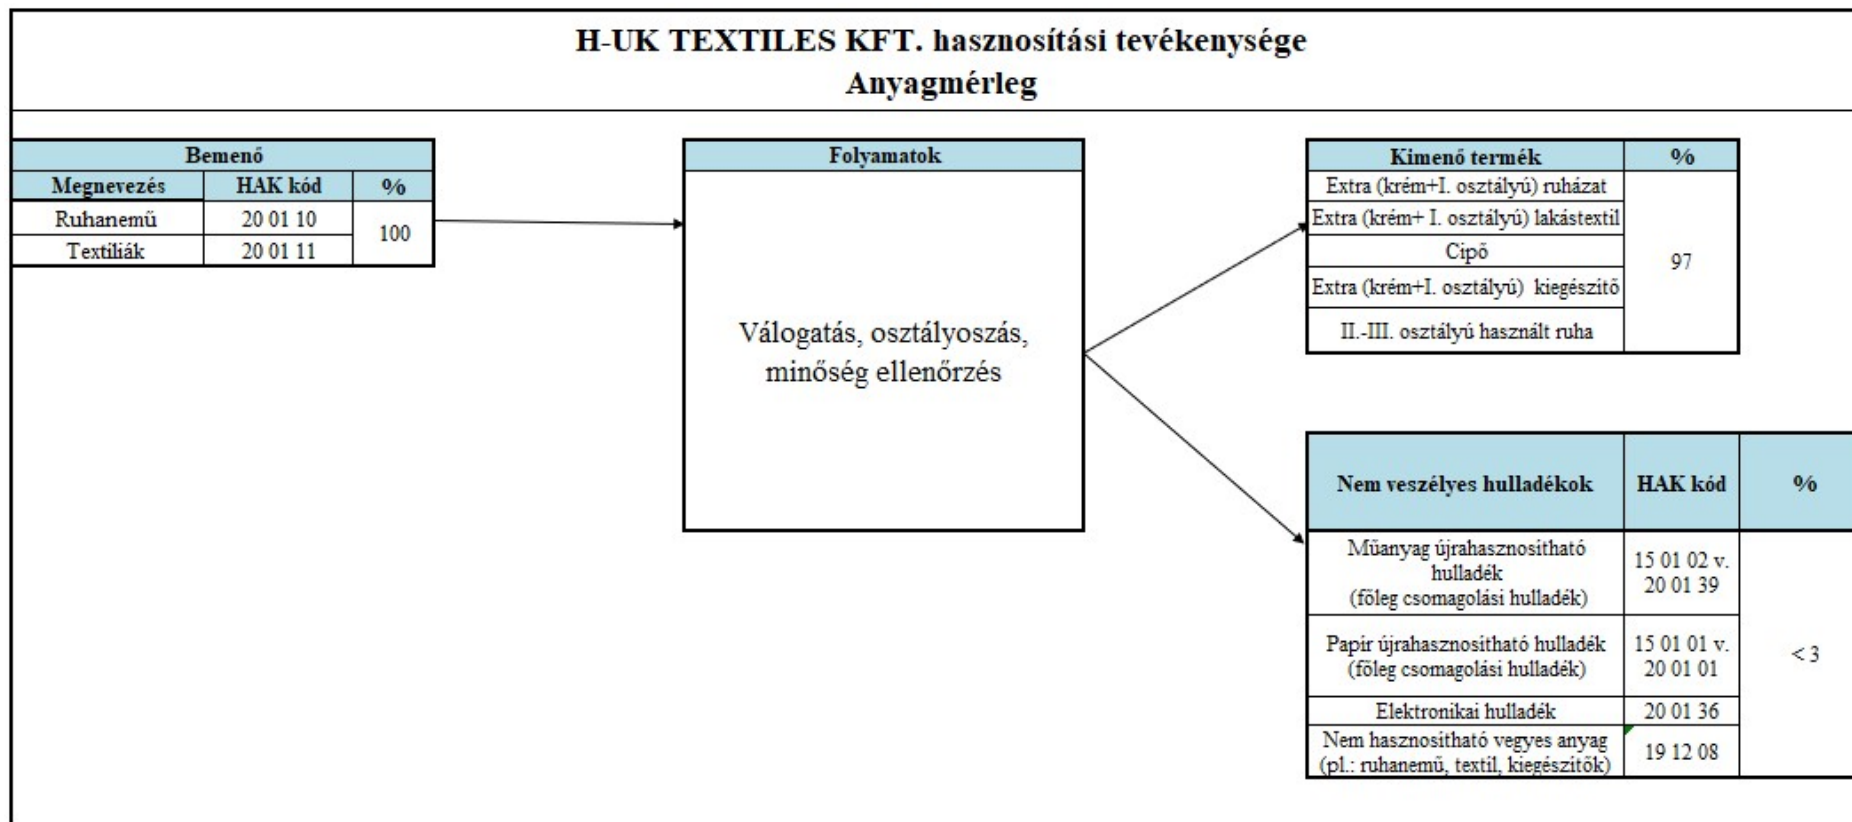 H-UK TEXTILES KFT. hasznosítási tevékenysége
Anyagmérleg
Bemenő
Megnevezés HAK kód %
Ruhanemű 20 01 10
Textíliák 20 01 11
100
Folyamatok
Válogatás, osztályoszás,
minőség ellenőrzés
Kimenő termék %
Extra (krém+I. osztályú) ruházat
Extra (krém+ I. osztályú) lakástextil
Cipő
Extra (krém+I. osztályú) kiegészítő
II.-III. osztályú használt ruha
97
Nem veszélyes hulladékok HAK kód %
Műanyag újrahasznosítható
hulladék
(főleg csomagolási hulladék)
15 01 02 v.
20 01 39
Papír újrahasznosítható hulladék
(főleg csomagolási hulladék)
15 01 01 v.
20 01 01
Elektronikai hulladék 20 01 36
Nem hasznosítható vegyes anyag
(pl.: ruhanemű, textil, kiegészítők)
19 12 08
< 3